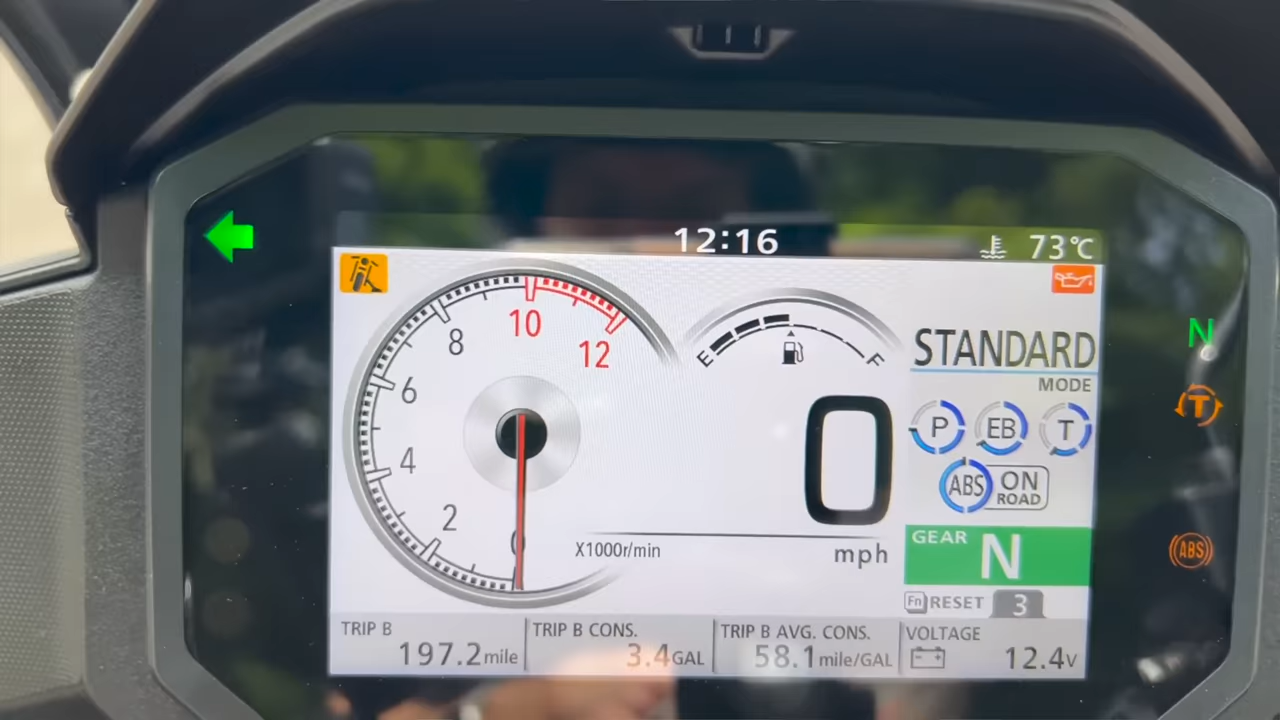 12:16
73℃
10
12
8
6
4
2
0
X1000r/min
E
F
0
mph
STANDARD
MODE
P
EB
T
ABS
ON
ROAD
GEAR
N
Fn RESET 3
TRIP B
197.2mile
TRIP B CONS.
3.4GAL
TRIP B AVG. CONS.
58.1mile/GAL
VOLTAGE
12.4V
N
T
ABS